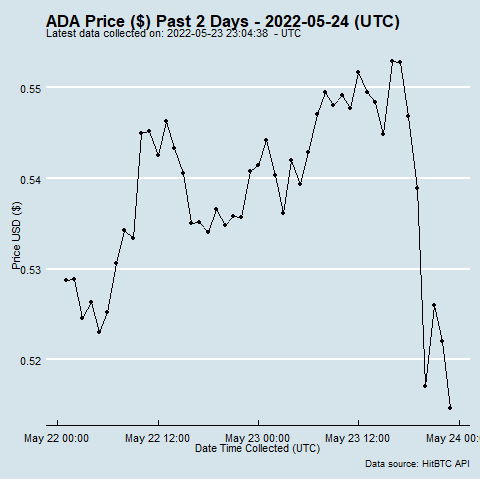 ADA Price ($) Past 2 Days - 2022-05-24 (UTC)
Latest data collected on: 2022-05-23 23:04:38 - UTC
Price USD ($)
0.55
0.54
0.53
0.52
May 22 00:00 May 22 12:00 May 23 00:00 May 23 12:00 May 24 00:
Date Time Collected (UTC)
Data source: HitBTC API